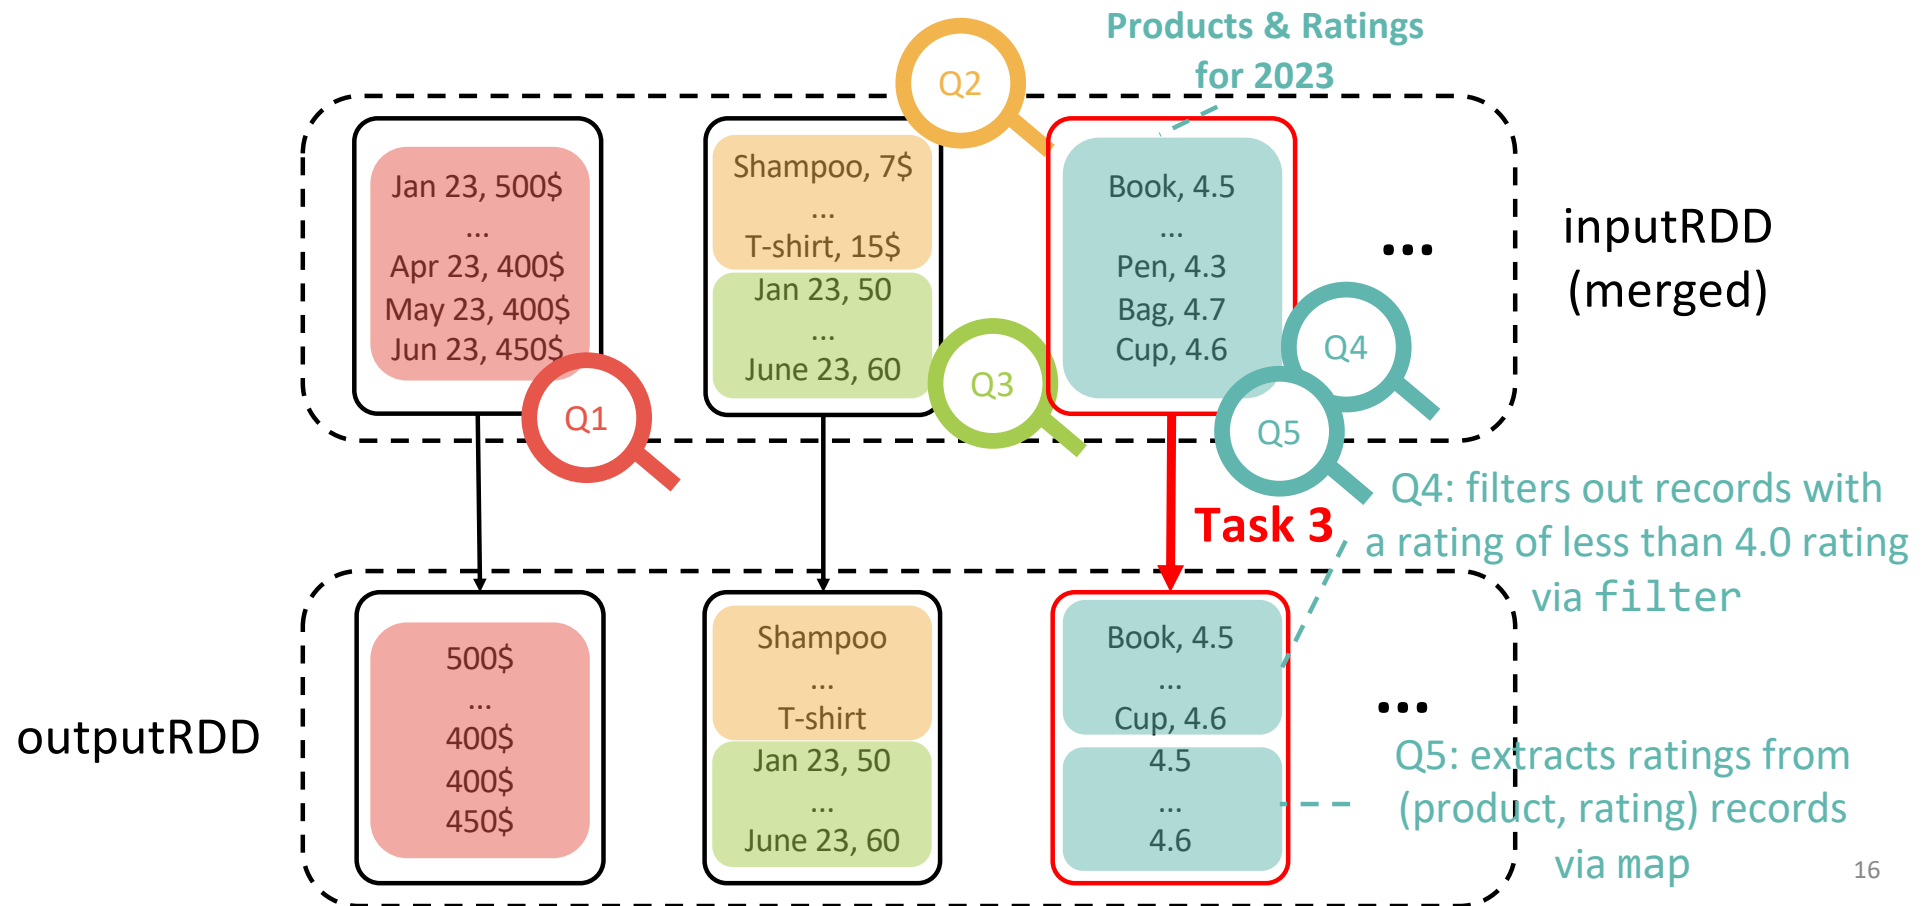 Products & Ratings
for 2023
Q2
Jan 23, 500$
...
Apr 23, 400$
May 23, 400$
Jun 23, 450$
Q1
Shampoo, 7$
...
T-shirt, 15$
Jan 23, 50
...
June 23, 60
Q3
Book, 4.5
...
Pen, 4.3
Bag, 4.7
Cup, 4.6
Q4
Q5
...
inputRDD
(merged)
Task 3
Q4: filters out records with
a rating of less than 4.0 rating
via filter
outputRDD
500$
...
400$
400$
450$
Shampoo
...
T-shirt
Jan 23, 50
...
June 23, 60
Book, 4.5
...
Cup, 4.6
4.5
...
4.6
...
Q5: extracts ratings from
(product, rating) records
via map
16